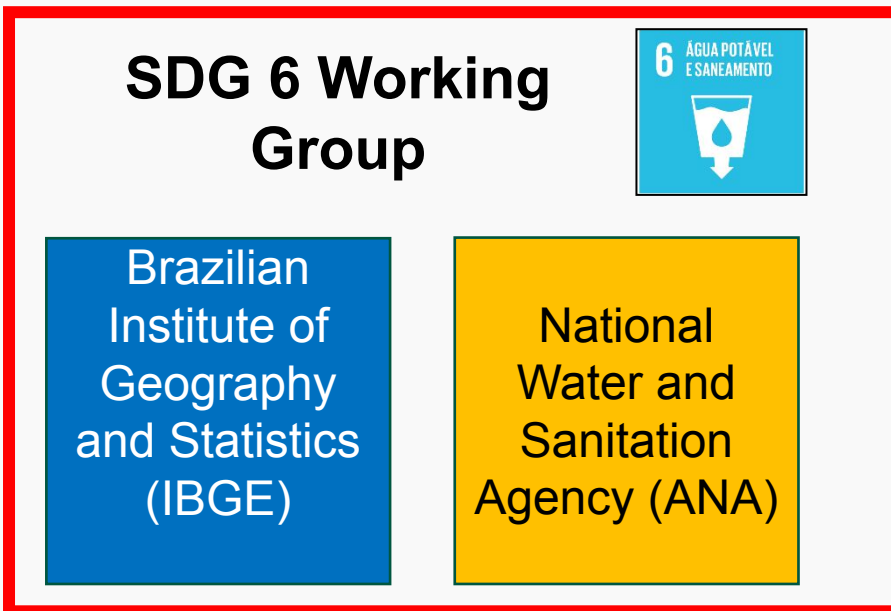 SDG 6 Working
Group
6 ÁGUA POTÁVEL
E SANEAMENTO
Brazilian
Institute of
Geography
and Statistics
(IBGE)
National
Water and
Sanitation
Agency (ANA)